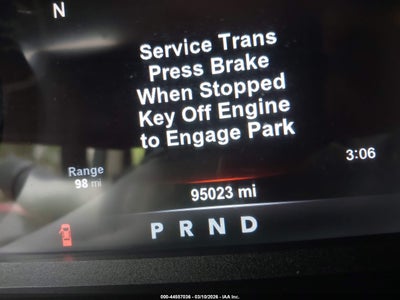 N
Service Trans
Press Brake
When Stopped
Key Off Engine
to Engage Park
3:06
Range
98 mi
95023 mi
P R N D
000-44557036 - 03/10/2026 - IAA Inc.